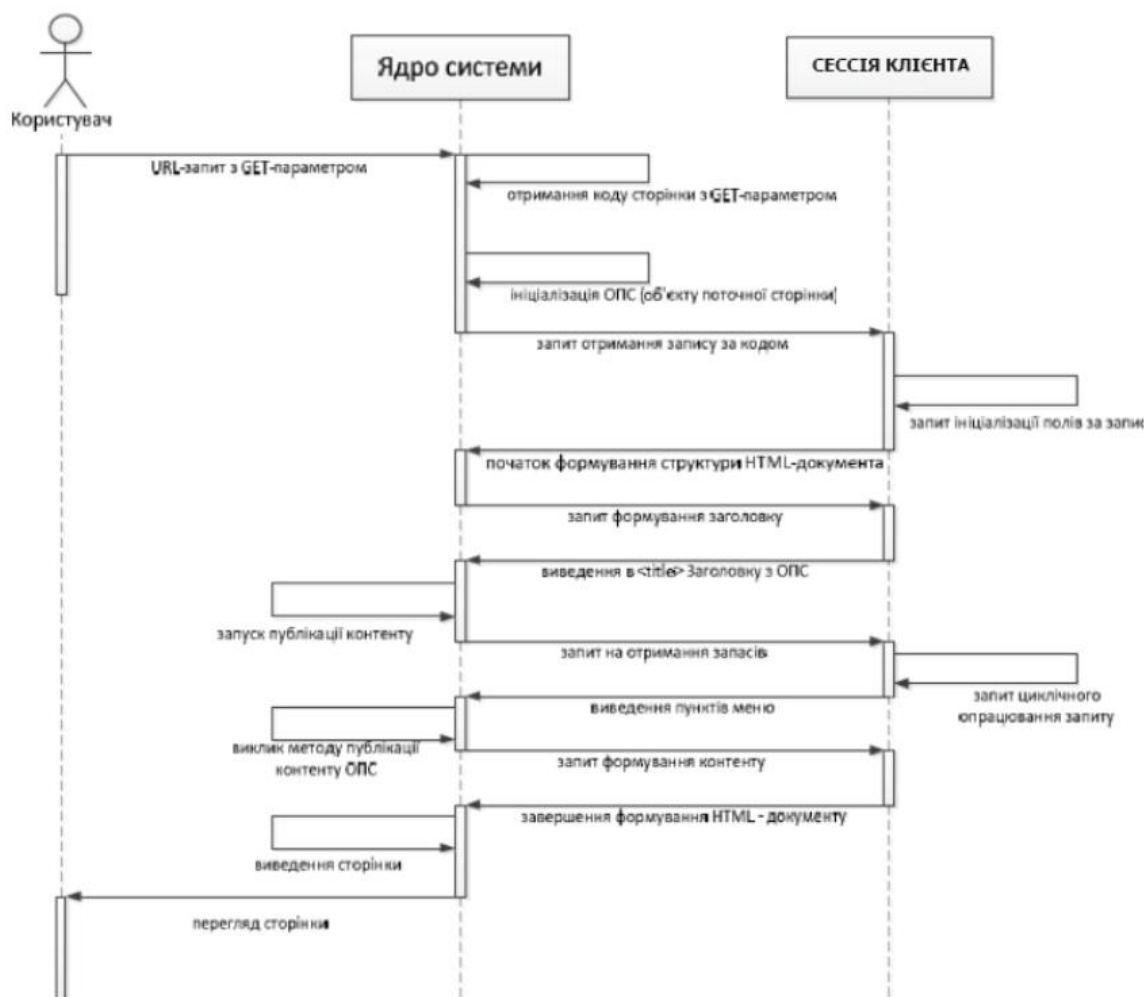 Користувач
Ядро системи
СЕССІЯ КЛІЄНТА
URL-запит з GET-параметром
отримання коду сторінки з GET-параметром
ініціалізація ОПС (об'єкту поточної сторінки)
запит отримання запису за кодом
запит ініціалізації полів за запис
початок формування структури HTML-документа
запит формування заголовку
виведення в <title> Заголовку з ОПС
запуск публікації контенту
запит на отримання запасів
запит циклічного
опрацювання запиту
виведення пунктів меню
виклик методу публікації
контенту ОПС
запит формування контенту
завершення формування HTML - документу
виведення сторінки
перегляд сторінки